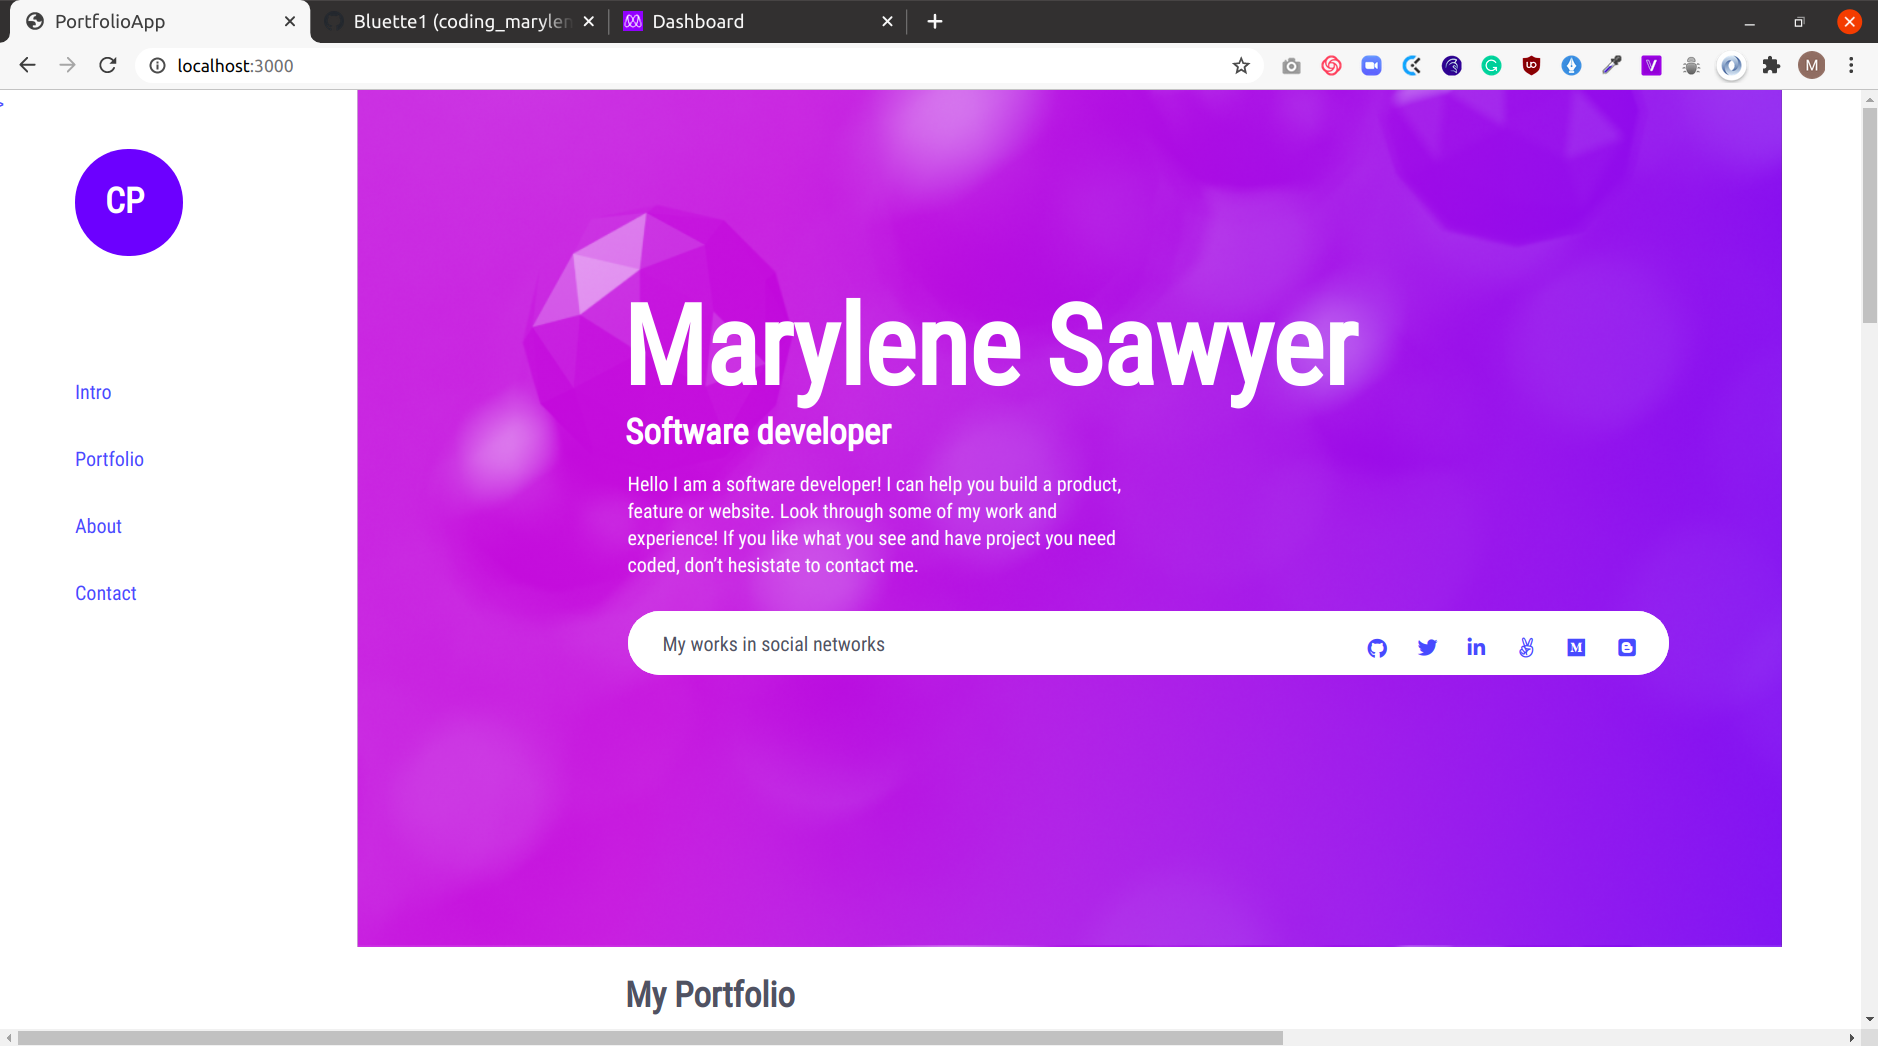 PortfolioApp
Bluette1 (coding_marylen
Dashboard
localhost:3000
M
>
CP
Intro
Portfolio
About
Contact
Marylene Sawyer
Software developer
Hello I am a software developer! I can help you build a product,
feature or website. Look through some of my work and
experience! If you like what you see and have project you need
coded, don’t hesistate to contact me.
My works in social networks
My Portfolio